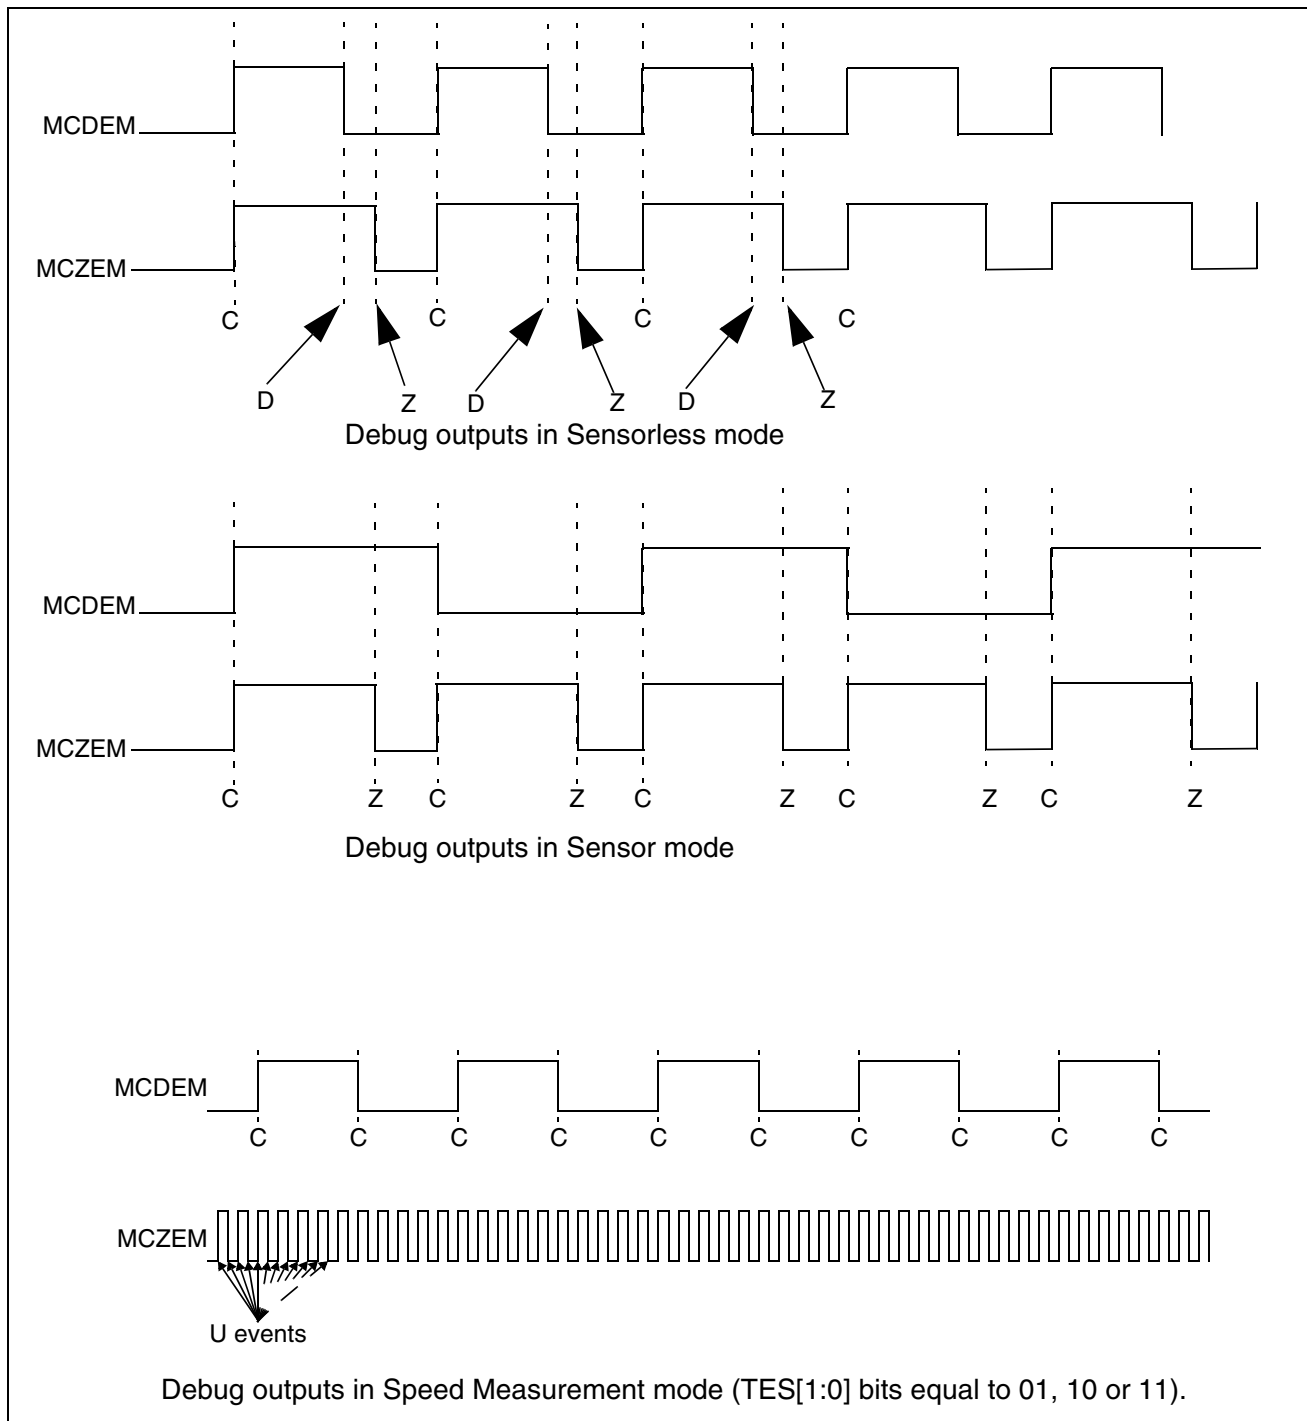 MCDEM
MCZEM
C C C C
D Z D Z D Z
Debug outputs in Sensorless mode
MCDEM
MCZEM
C Z C Z C Z C Z C Z
Debug outputs in Sensor mode
MCDEM
C C C C C C C C C C
MCZEM
U events
Debug outputs in Speed Measurement mode (TES[1:0] bits equal to 01, 10 or 11).